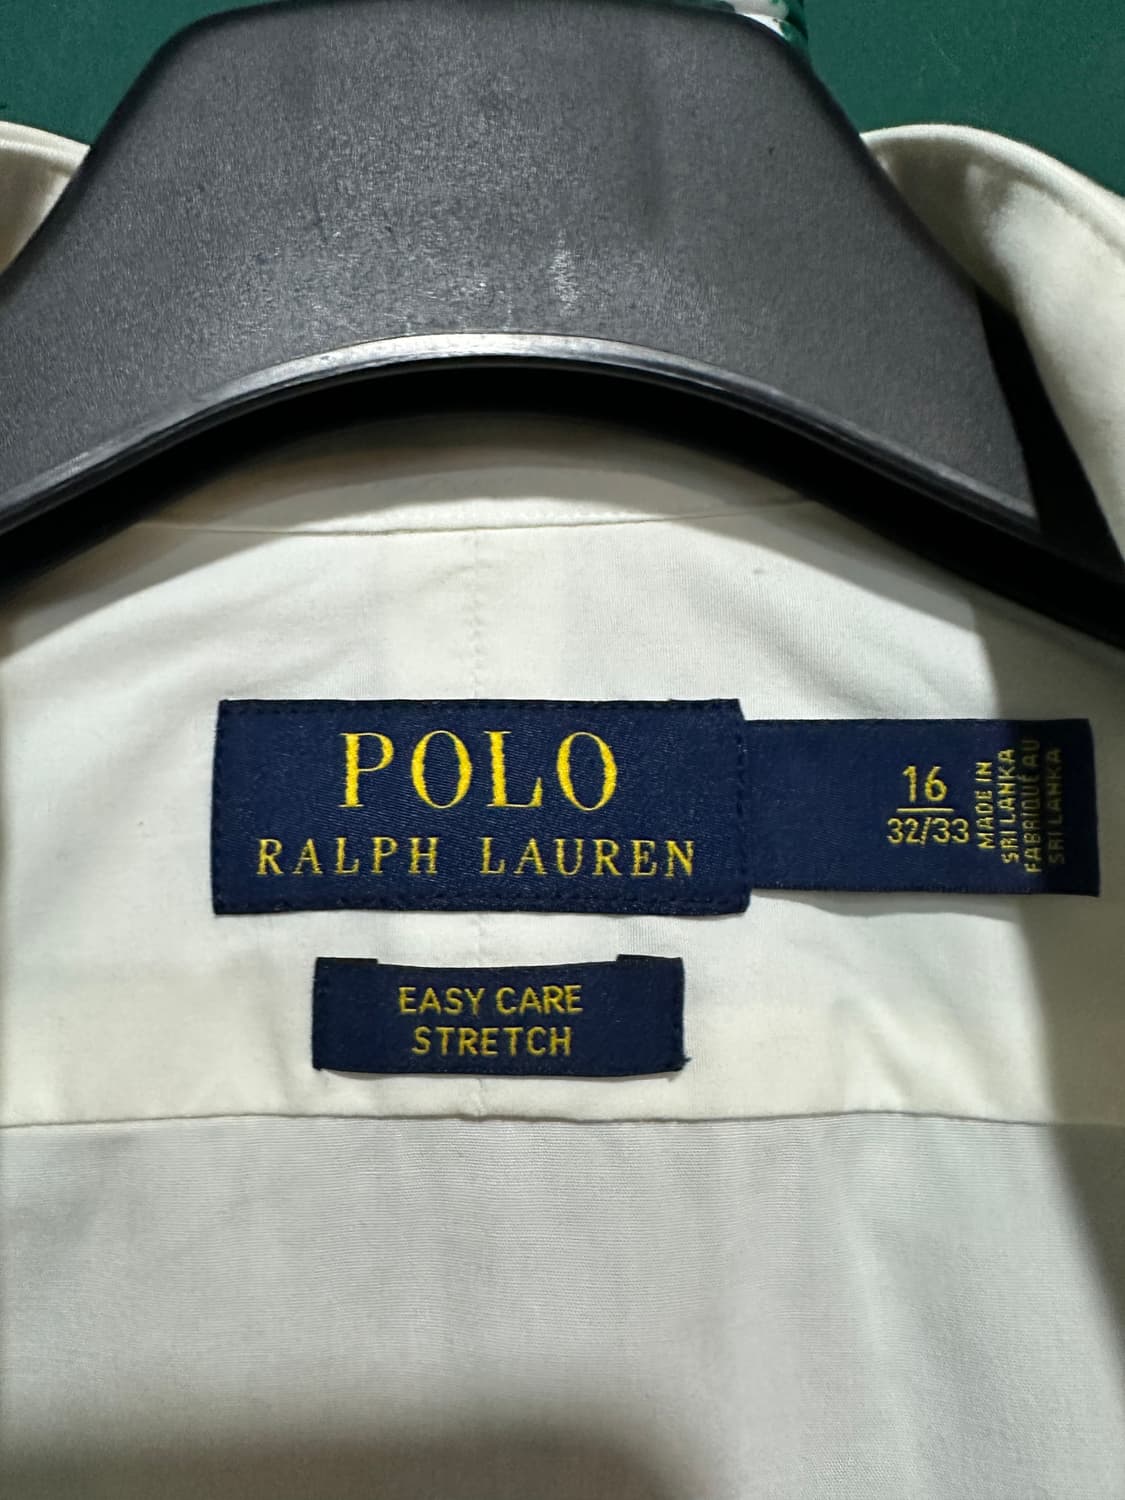 POLO
RALPH LAUREN
16
32/33
MADE IN
SRI LANKA
FABRIQUÉ AU
SRI LANKA
EASY CARE
STRETCH